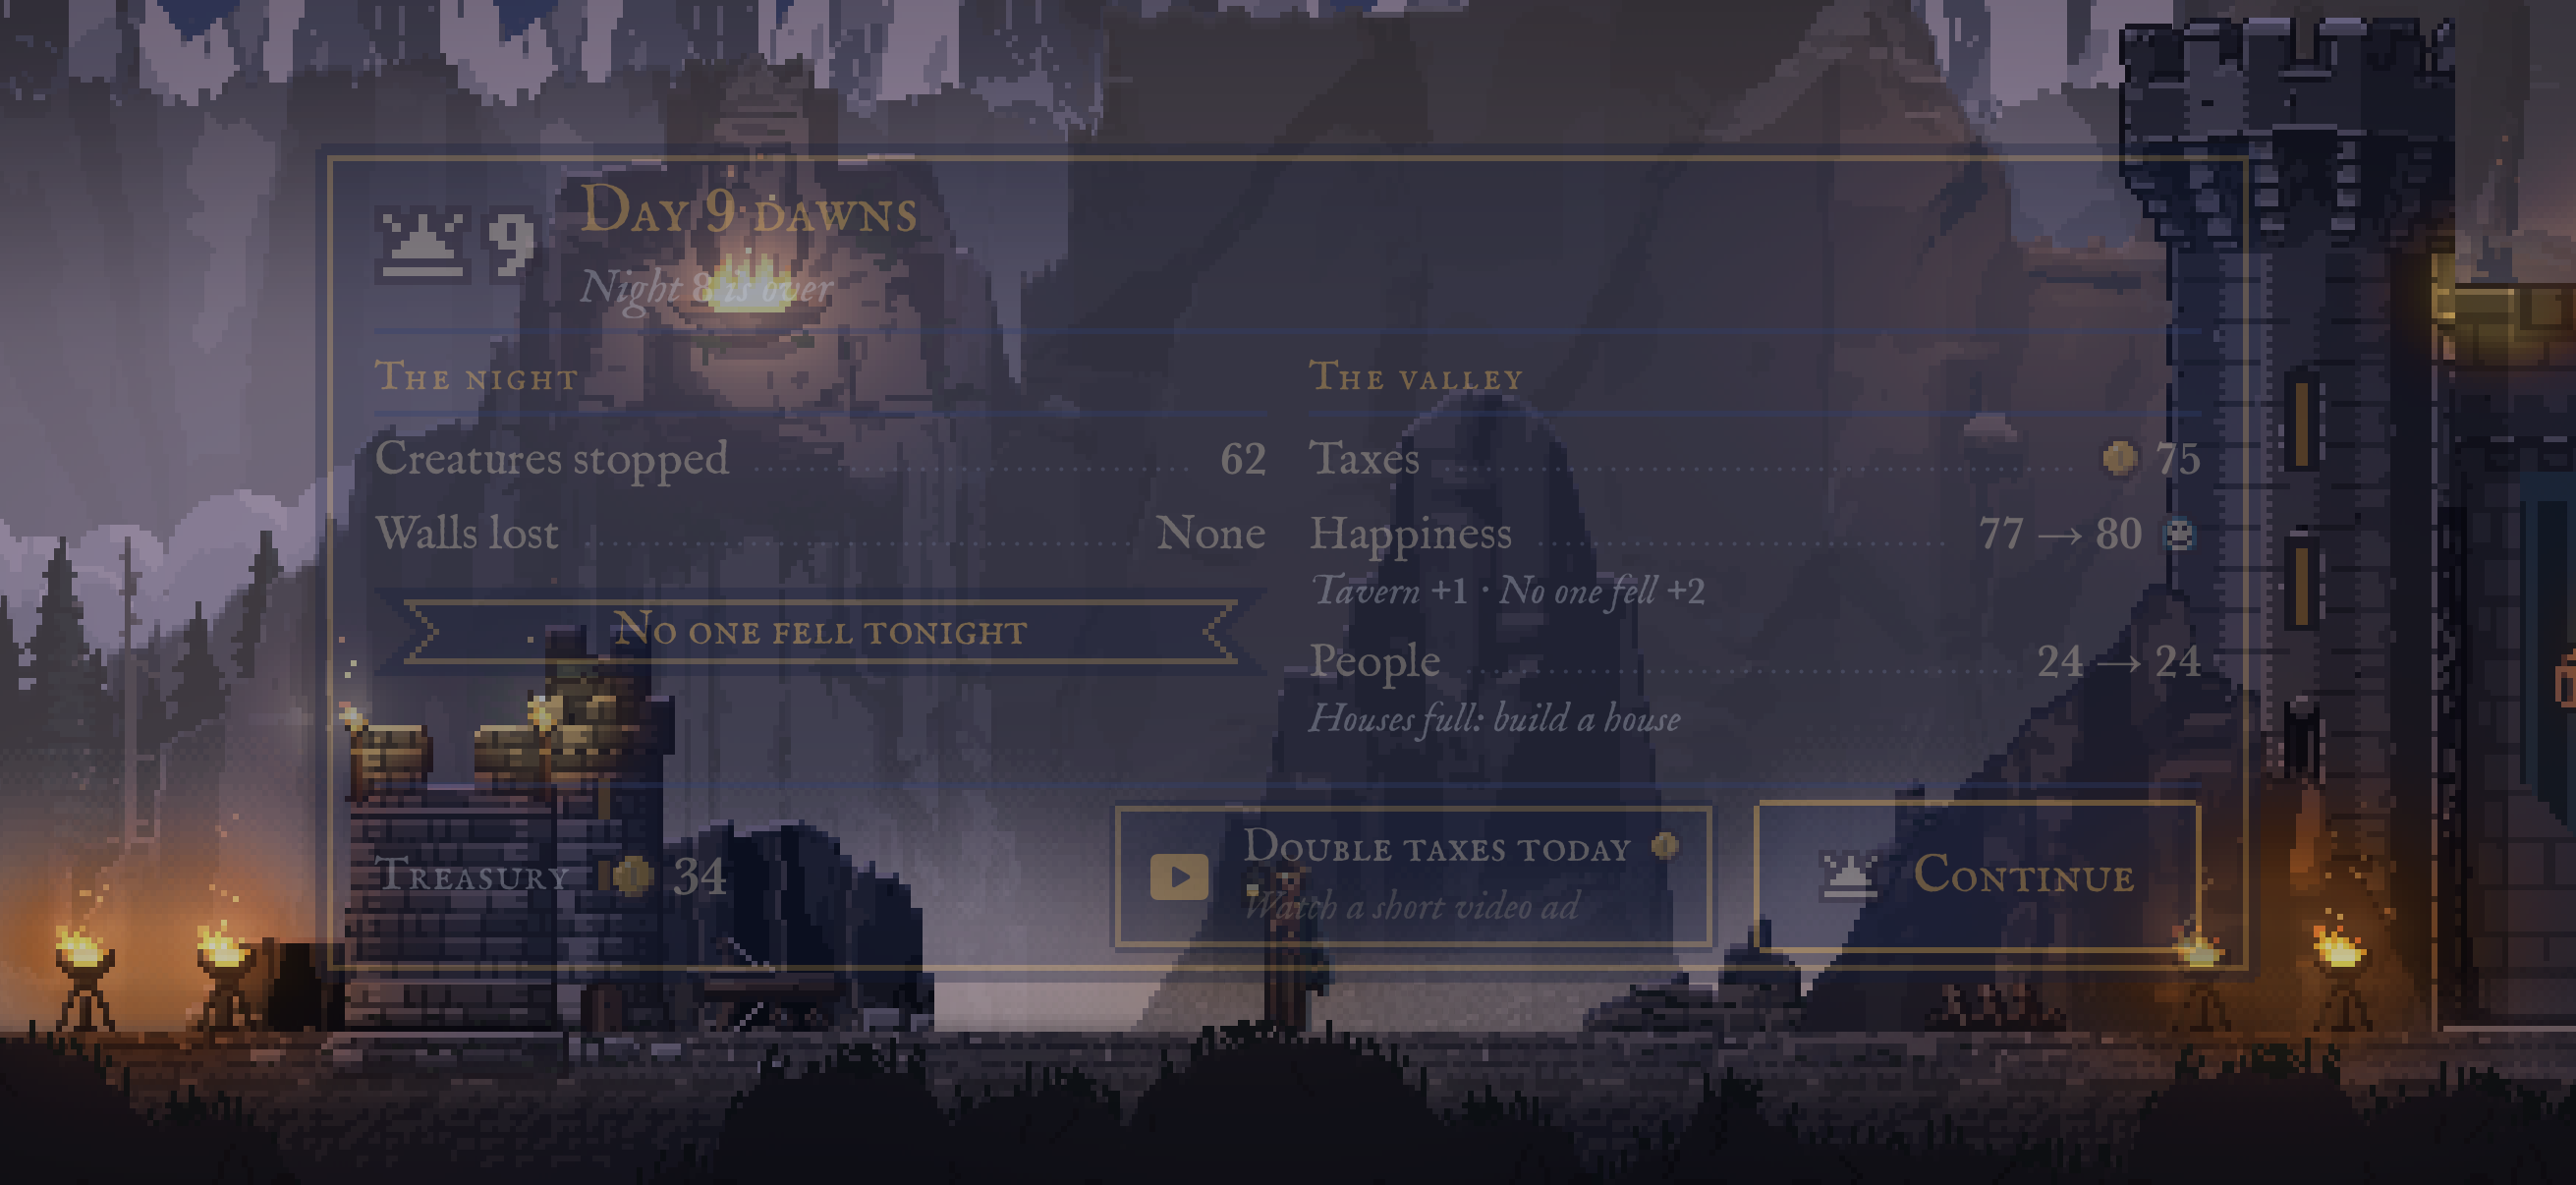 9
Day 9 dawns
Night 8 is over
The night
Creatures stopped 62
Walls lost None
No one fell tonight
The valley
Taxes 75
Happiness 77 → 80
Tavern +1 · No one fell +2
People 24 → 24
Houses full: build a house
Treasury 34
Double taxes today
Watch a short video ad
Continue